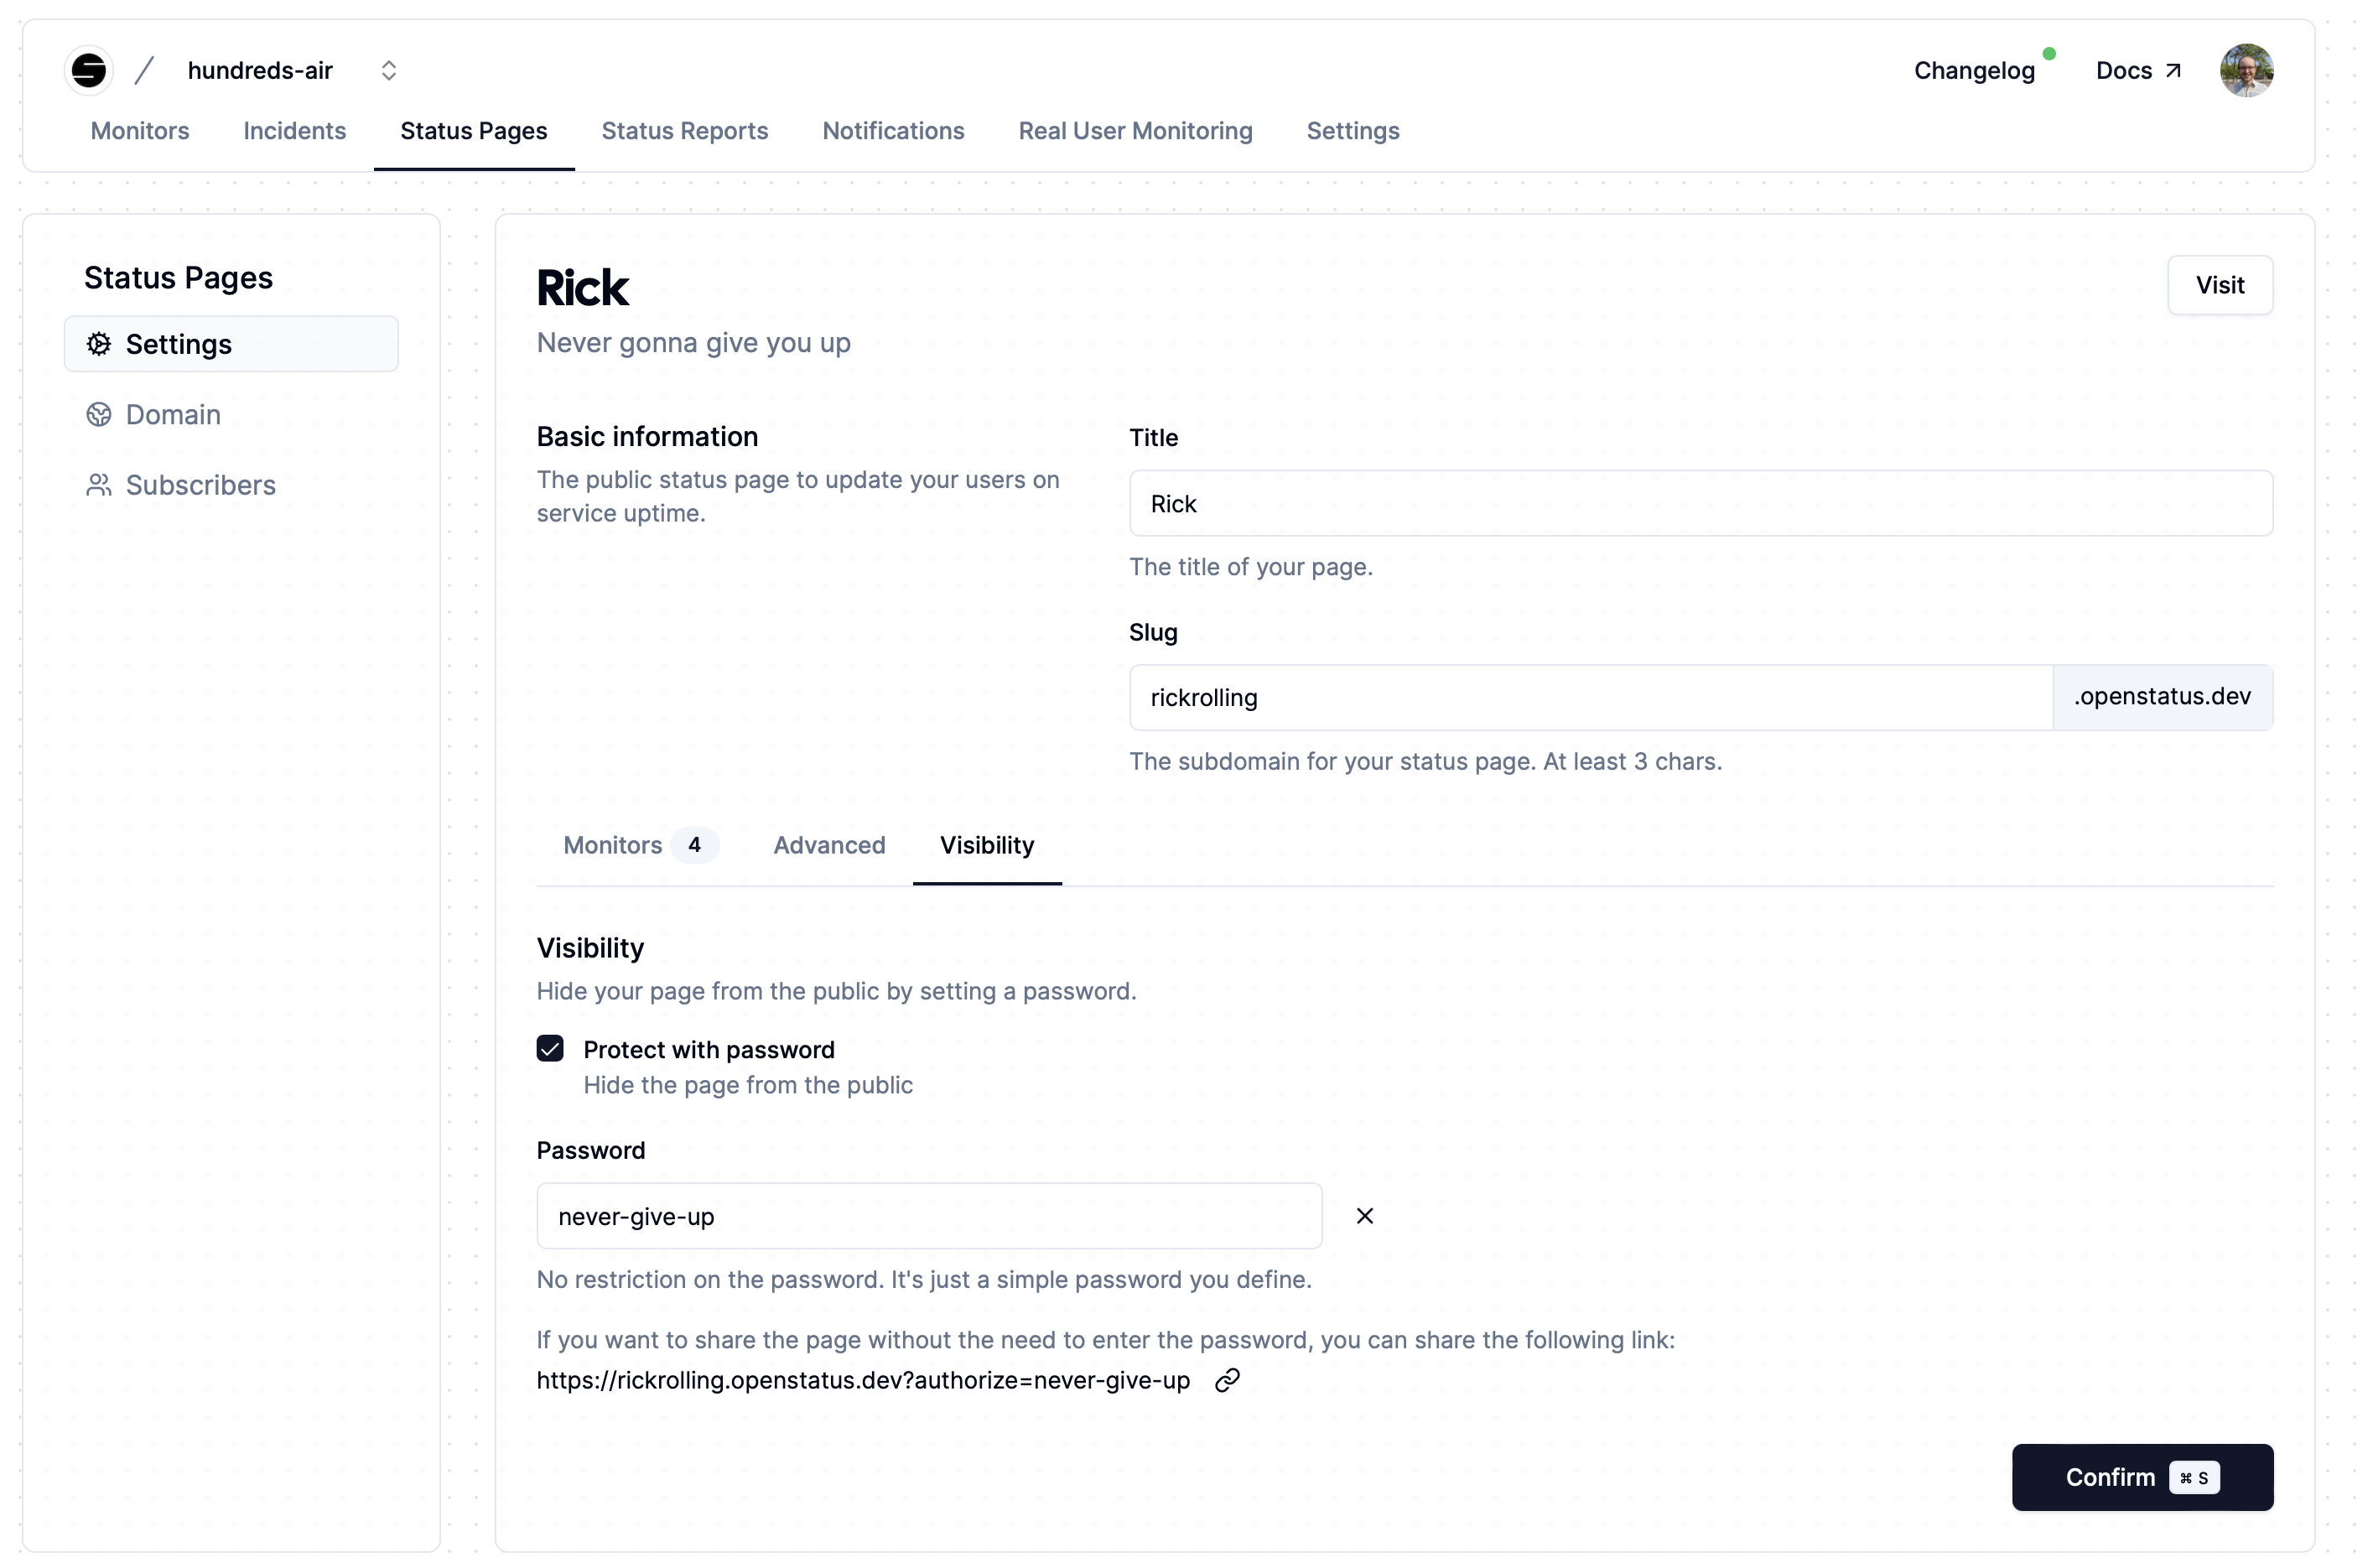 hundreds-air
Changelog
Docs
Monitors
Incidents
Status Pages
Status Reports
Notifications
Real User Monitoring
Settings
Status Pages
Settings
Domain
Subscribers
Rick
Never gonna give you up
Visit
Basic information
The public status page to update your users on
service uptime.
Title
Rick
The title of your page.
Slug
rickrolling
.openstatus.dev
The subdomain for your status page. At least 3 chars.
Monitors 4
Advanced
Visibility
Visibility
Hide your page from the public by setting a password.
Protect with password
Hide the page from the public
Password
never-give-up
No restriction on the password. It's just a simple password you define.
If you want to share the page without the need to enter the password, you can share the following link:
https://rickrolling.openstatus.dev?authorize=never-give-up
Confirm ⌘ S